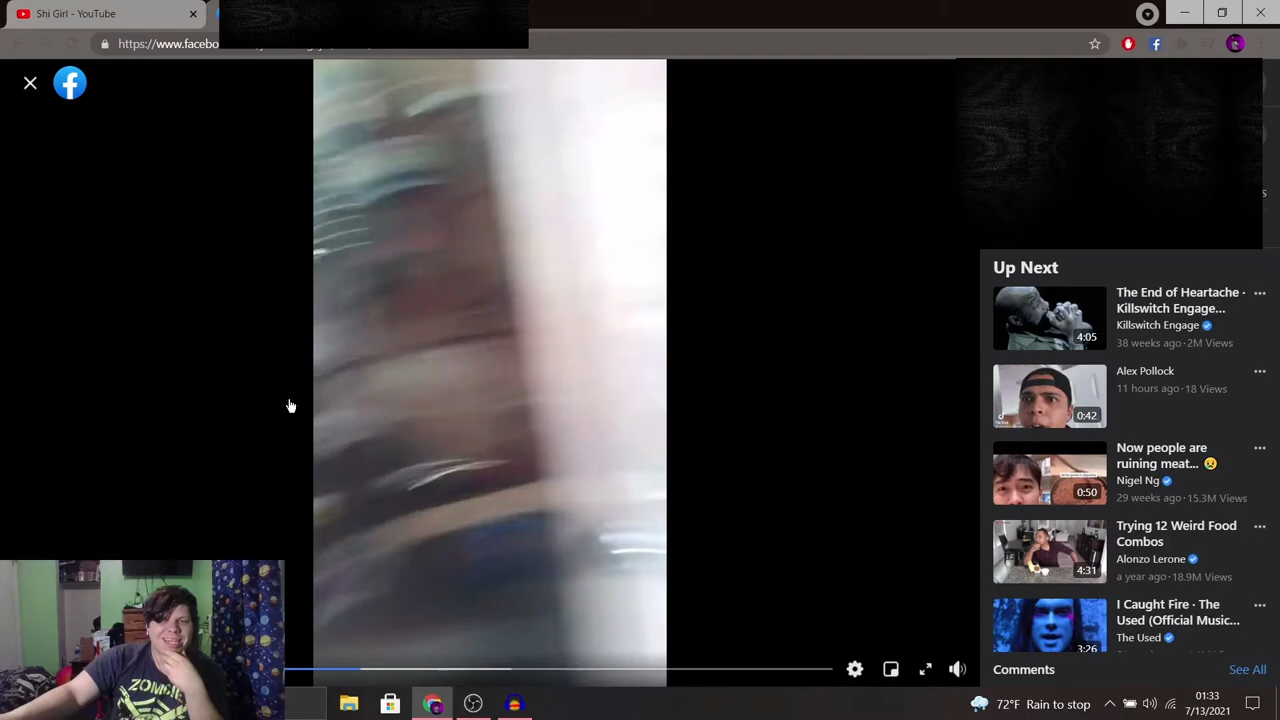 Shi Girl - YouTube
https://www.facebo
Up Next
The End of Heartache ·
Killswitch Engage...
Killswitch Engage
38 weeks ago · 2M Views
4:05
Alex Pollock
11 hours ago · 18 Views
0:42
Now people are
ruining meat... 😢
Nigel Ng
29 weeks ago · 15.3M Views
0:50
Trying 12 Weird Food
Combos
Alonzo Lerone
a year ago · 18.9M Views
4:31
I Caught Fire · The
Used (Official Music...
The Used
3:26
Comments
See All
ZOMBIE
72°F Rain to stop
01:33
7/13/2021